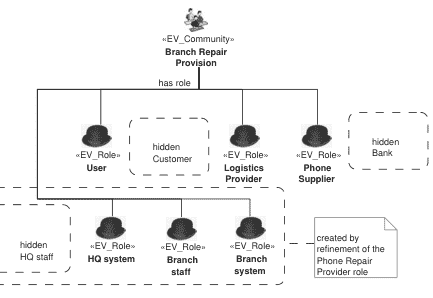 «EV_Community»
Branch Repair
Provision
has role
«EV_Role»
User
hidden
Customer
«EV_Role»
Logistics
Provider
«EV_Role»
Phone
Supplier
hidden
Bank
hidden
HQ staff
«EV_Role»
HQ system
«EV_Role»
Branch
staff
«EV_Role»
Branch
system
created by
refinement of the
Phone Repair
Provider role